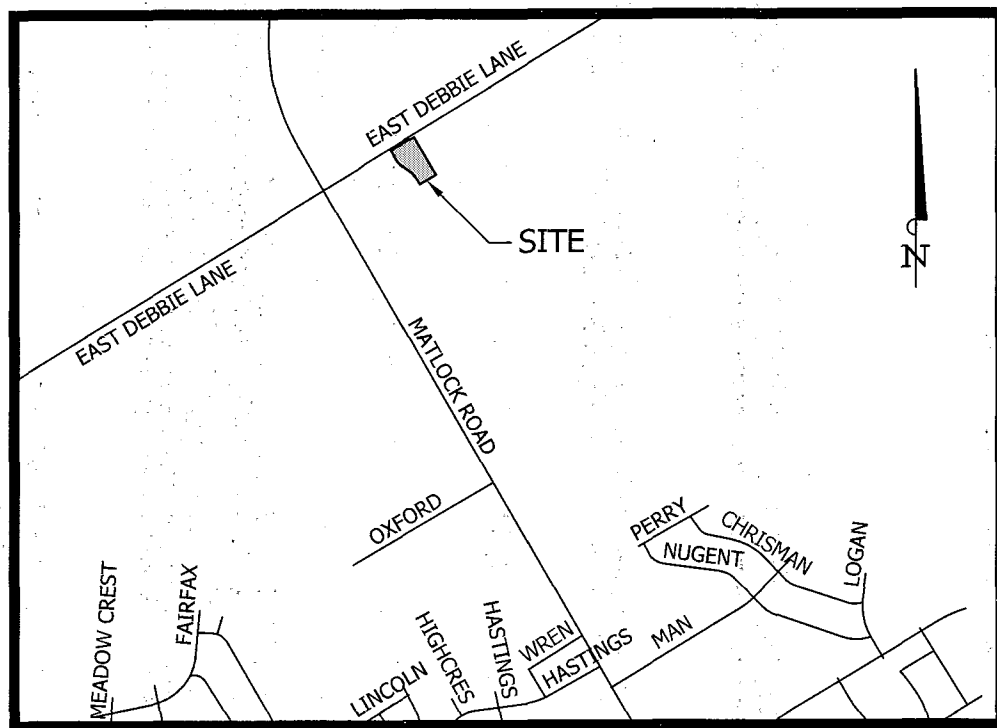 EAST DEBBIE LANE
SITE
N
EAST DEBBIE LANE
MATLOCK ROAD
OXFORD
PERRY
CHRISMAN
NUGENT
LOGAN
MEADOW CREST
FAIRFAX
LINCOLN
HIGHCRES
HASTINGS
WREN
HASTINGS
MAN